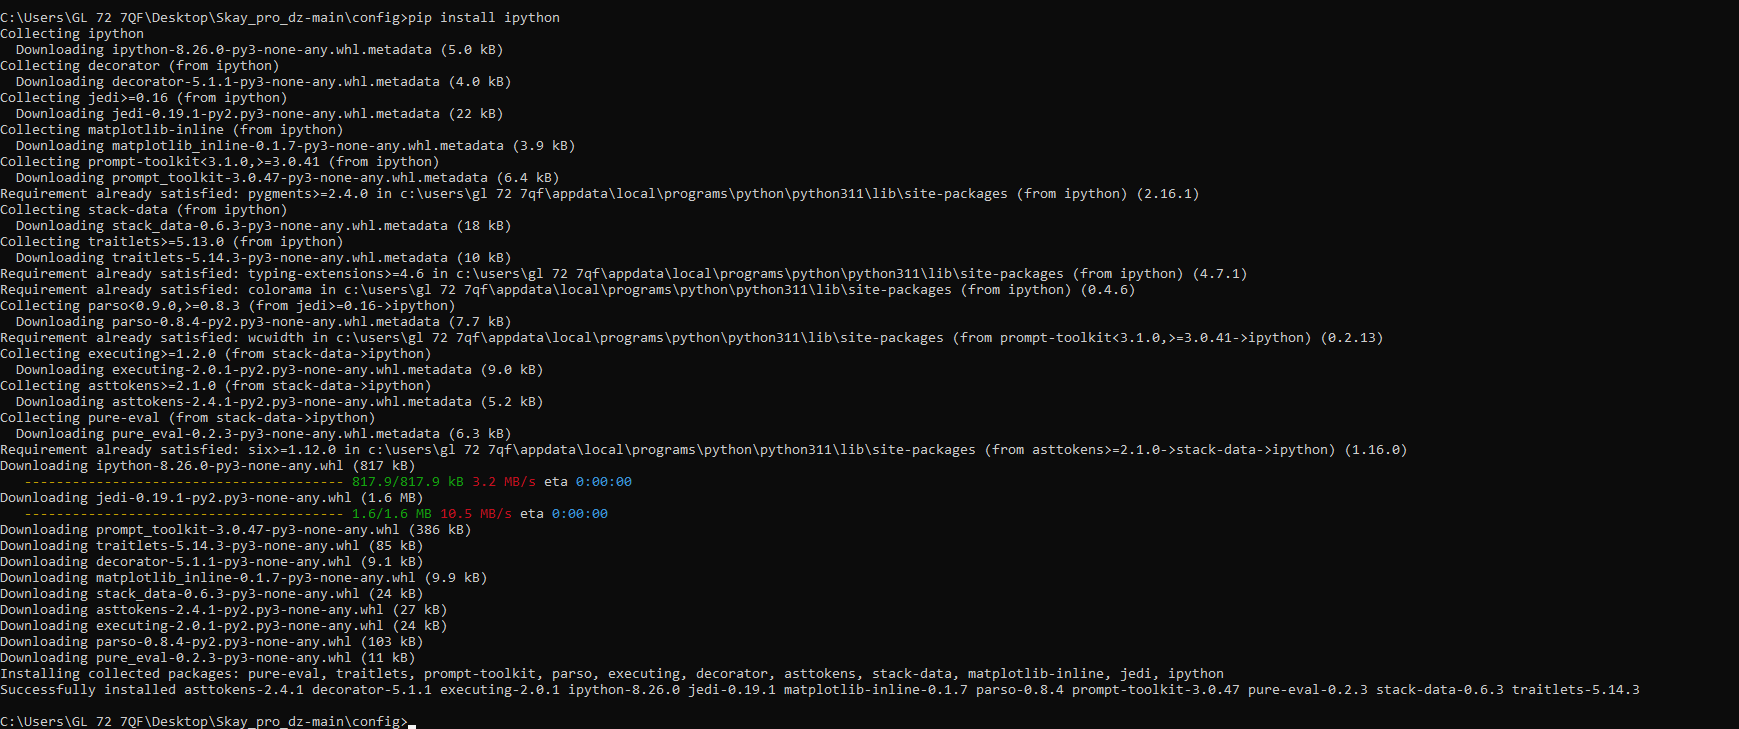 C:\Users\GL 72 7QF\Desktop\Skay_pro_dz-main\config>pip install ipython
Collecting ipython
  Downloading ipython-8.26.0-py3-none-any.whl.metadata (5.0 kB)
Collecting decorator (from ipython)
  Downloading decorator-5.1.1-py3-none-any.whl.metadata (4.0 kB)
Collecting jedi>=0.16 (from ipython)
  Downloading jedi-0.19.1-py2.py3-none-any.whl.metadata (22 kB)
Collecting matplotlib-inline (from ipython)
  Downloading matplotlib_inline-0.1.7-py3-none-any.whl.metadata (3.9 kB)
Collecting prompt-toolkit<3.1.0,>=3.0.41 (from ipython)
  Downloading prompt_toolkit-3.0.47-py3-none-any.whl.metadata (6.4 kB)
Requirement already satisfied: pygments>=2.4.0 in c:\users\gl 72 7qf\appdata\local\programs\python\python311\lib\site-packages (from ipython) (2.16.1)
Collecting stack-data (from ipython)
  Downloading stack_data-0.6.3-py3-none-any.whl.metadata (18 kB)
Collecting traitlets>=5.13.0 (from ipython)
  Downloading traitlets-5.14.3-py3-none-any.whl.metadata (10 kB)
Requirement already satisfied: typing-extensions>=4.6 in c:\users\gl 72 7qf\appdata\local\programs\python\python311\lib\site-packages (from ipython) (4.7.1)
Requirement already satisfied: colorama in c:\users\gl 72 7qf\appdata\local\programs\python\python311\lib\site-packages (from ipython) (0.4.6)
Collecting parso<0.9.0,>=0.8.3 (from jedi>=0.16->ipython)
  Downloading parso-0.8.4-py2.py3-none-any.whl.metadata (7.7 kB)
Requirement already satisfied: wcwidth in c:\users\gl 72 7qf\appdata\local\programs\python\python311\lib\site-packages (from prompt-toolkit<3.1.0,>=3.0.41->ipython) (0.2.13)
Collecting executing>=1.2.0 (from stack-data->ipython)
  Downloading executing-2.0.1-py2.py3-none-any.whl.metadata (9.0 kB)
Collecting asttokens>=2.1.0 (from stack-data->ipython)
  Downloading asttokens-2.4.1-py2.py3-none-any.whl.metadata (5.2 kB)
Collecting pure-eval (from stack-data->ipython)
  Downloading pure_eval-0.2.3-py3-none-any.whl.metadata (6.3 kB)
Requirement already satisfied: six>=1.12.0 in c:\users\gl 72 7qf\appdata\local\programs\python\python311\lib\site-packages (from asttokens>=2.1.0->stack-data->ipython) (1.16.0)
Downloading ipython-8.26.0-py3-none-any.whl (817 kB)
   ---------------------------------------- 817.9/817.9 kB 3.2 MB/s eta 0:00:00
Downloading jedi-0.19.1-py2.py3-none-any.whl (1.6 MB)
   ---------------------------------------- 1.6/1.6 MB 10.5 MB/s eta 0:00:00
Downloading prompt_toolkit-3.0.47-py3-none-any.whl (386 kB)
Downloading traitlets-5.14.3-py3-none-any.whl (85 kB)
Downloading decorator-5.1.1-py3-none-any.whl (9.1 kB)
Downloading matplotlib_inline-0.1.7-py3-none-any.whl (9.9 kB)
Downloading stack_data-0.6.3-py3-none-any.whl (24 kB)
Downloading asttokens-2.4.1-py2.py3-none-any.whl (27 kB)
Downloading executing-2.0.1-py2.py3-none-any.whl (24 kB)
Downloading parso-0.8.4-py2.py3-none-any.whl (103 kB)
Downloading pure_eval-0.2.3-py3-none-any.whl (11 kB)
Installing collected packages: pure-eval, traitlets, prompt-toolkit, parso, executing, decorator, asttokens, stack-data, matplotlib-inline, jedi, ipython
Successfully installed asttokens-2.4.1 decorator-5.1.1 executing-2.0.1 ipython-8.26.0 jedi-0.19.1 matplotlib-inline-0.1.7 parso-0.8.4 prompt-toolkit-3.0.47 pure-eval-0.2.3 stack-data-0.6.3 traitlets-5.14.3
C:\Users\GL 72 7QF\Desktop\Skay_pro_dz-main\config>